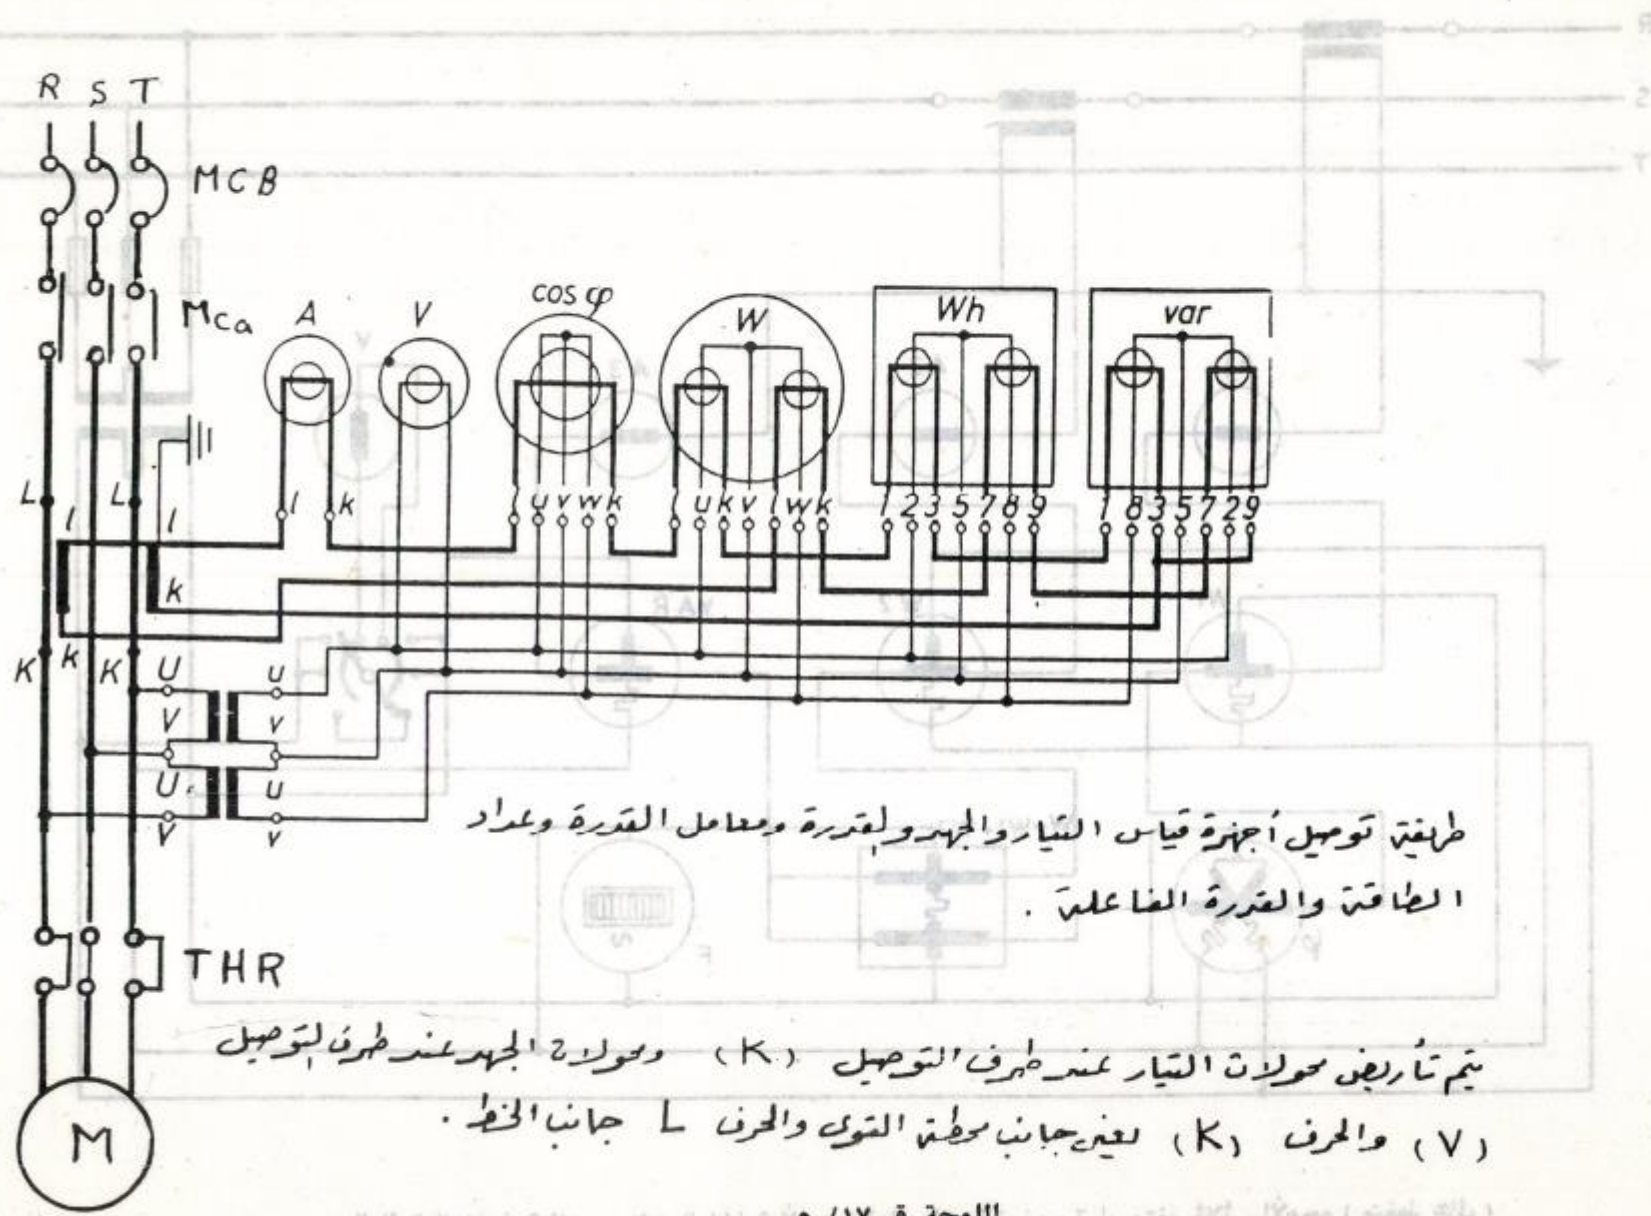 R S T
MCB
MCa
A V cos φ W Wh var
l k l u v w k l u k v l w k 1 2 3 5 7 8 9 1 8 3 5 7 2 9
L L
l l
k
K k K U u
V v
U u
V v
طريقة توصيل أجهزة قياس التيار والجهد والقدرة ومعامل القدرة وعداد
الطاقة والقدرة الفاعلة .
THR
يتم تأريض محولات التيار عند طرف التوصيل (K) ومحولات الجهد عند طرف التوصيل
(V) والحرف (K) يعني جانب محطة القوى والحرف L جانب الخط .
M